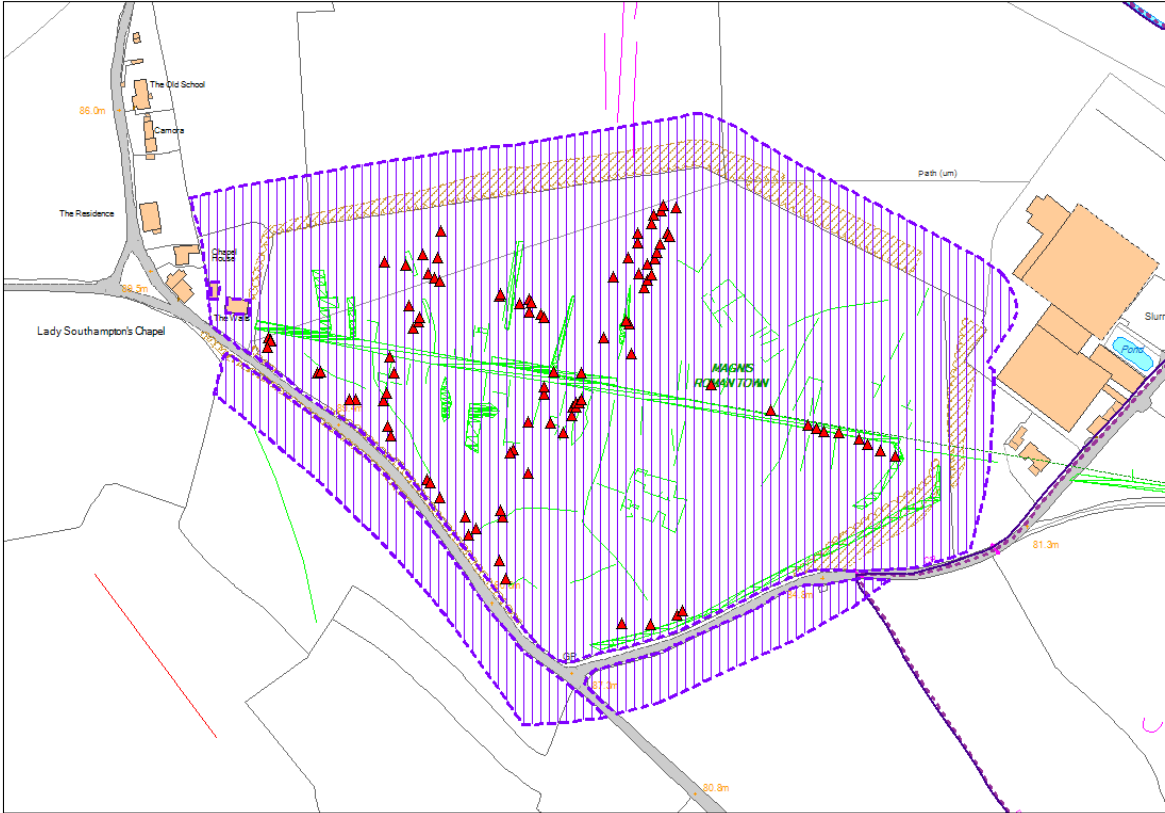 The Old School
86.0m
Camora
Path (um)
The Residence
Chapel
House
Slurr
The Walls
Lady Southampton's Chapel
Pond
MAGNIS
ROMAN TOWN
81.3m
GP
80.8m